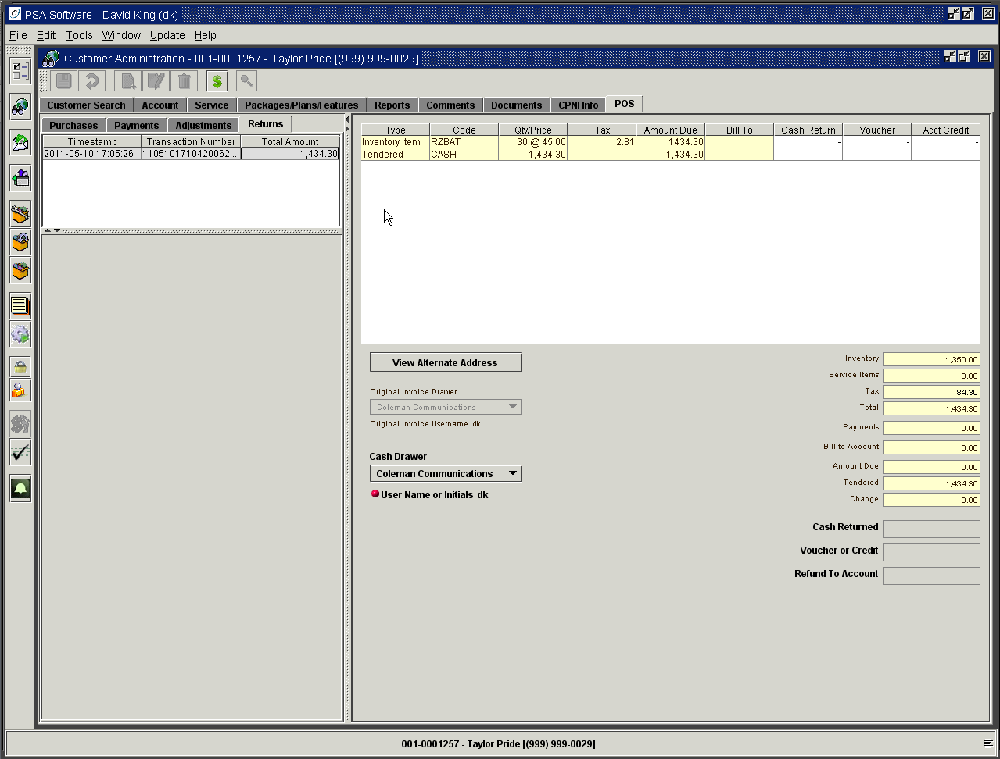 PSA Software - David King (dk)
File Edit Tools Window Update Help
Customer Administration - 001-0001257 - Taylor Pride [(999) 999-0029]
Customer Search Account Service Packages/Plans/Features Reports Comments Documents CPNI Info POS
Purchases Payments Adjustments Returns
Timestamp Transaction Number Total Amount
2011-05-10 17:05:26 1105101710420062... 1,434.30
Type Code Qty/Price Tax Amount Due Bill To Cash Return Voucher Acct Credit
Inventory Item RZBAT 30 @ 45.00 2.81 1434.30 - - -
Tendered CASH -1,434.30 -1,434.30 - - -
View Alternate Address
Original Invoice Drawer
Coleman Communications
Original Invoice Username dk
Cash Drawer
Coleman Communications
User Name or Initials dk
Inventory 1,350.00
Service Items 0.00
Tax 84.30
Total 1,434.30
Payments 0.00
Bill to Account 0.00
Amount Due 0.00
Tendered 1,434.30
Change 0.00
Cash Returned
Voucher or Credit
Refund To Account
001-0001257 - Taylor Pride [(999) 999-0029]